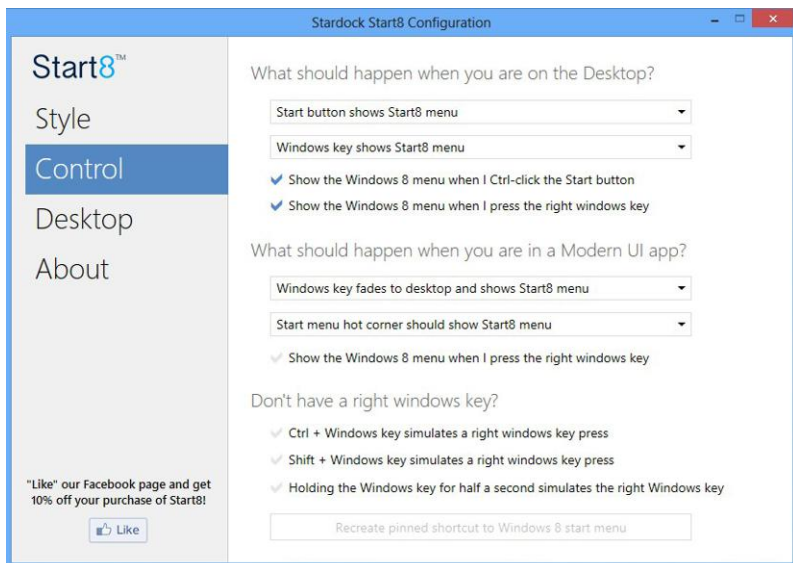 Stardock Start8 Configuration
Start8™
Style
Control
Desktop
About
"Like" our Facebook page and get
10% off your purchase of Start8!
Like
What should happen when you are on the Desktop?
Start button shows Start8 menu
Windows key shows Start8 menu
Show the Windows 8 menu when I Ctrl-click the Start button
Show the Windows 8 menu when I press the right windows key
What should happen when you are in a Modern UI app?
Windows key fades to desktop and shows Start8 menu
Start menu hot corner should show Start8 menu
Show the Windows 8 menu when I press the right windows key
Don't have a right windows key?
Ctrl + Windows key simulates a right windows key press
Shift + Windows key simulates a right windows key press
Holding the Windows key for half a second simulates the right Windows key
Recreate pinned shortcut to Windows 8 start menu